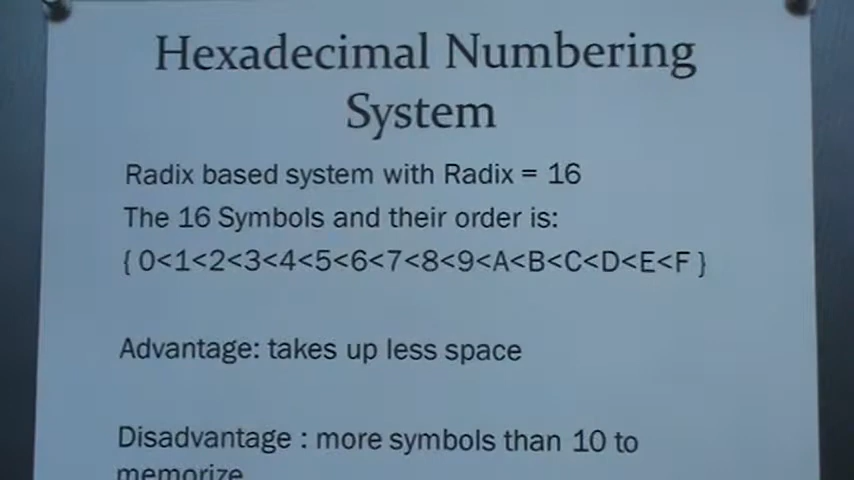 Hexadecimal Numbering
System
Radix based system with Radix = 16
The 16 Symbols and their order is:
{ 0<1<2<3<4<5<6<7<8<9<A<B<C<D<E<F }
Advantage: takes up less space
Disadvantage : more symbols than 10 to
memorize